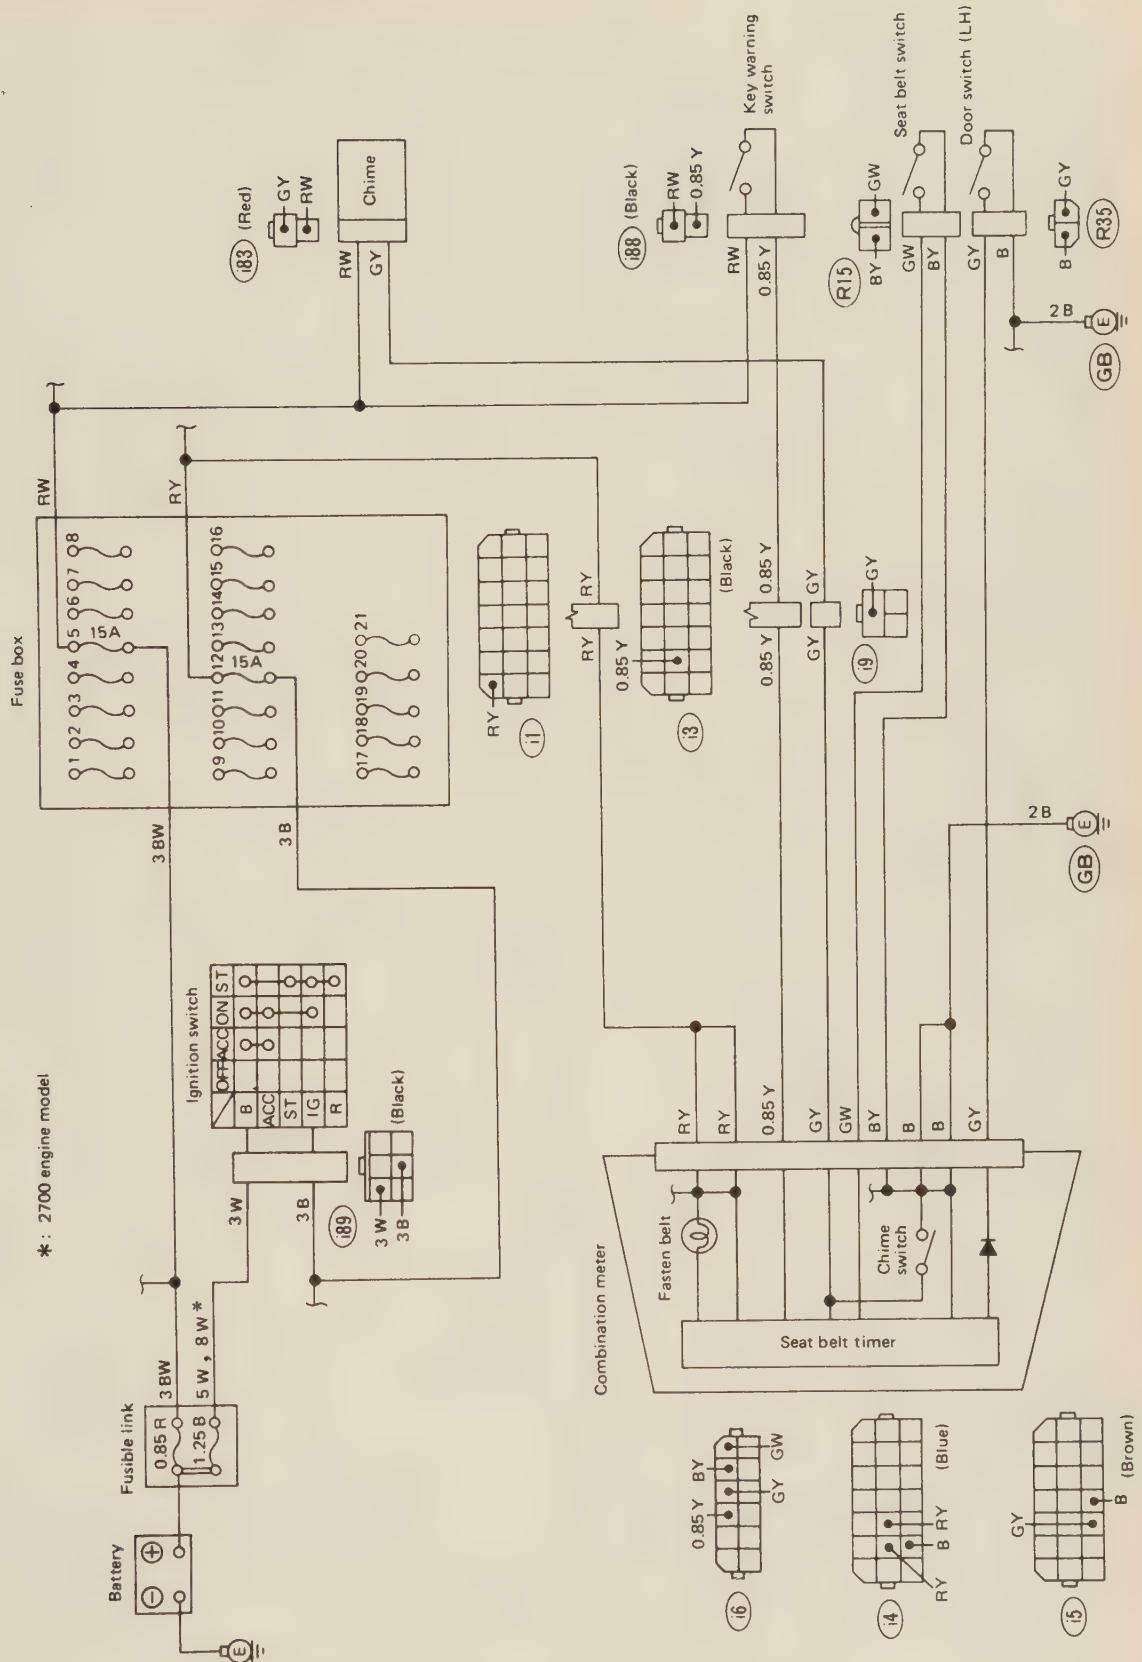 *: 2700 engine model
Battery
Fusible link
0.85 R
1.25 B
3 BW
5 W, 8 W*
E
3 W
3 B
Ignition switch
OFF ACC ON ST
B
ACC
ST
IG
R
i89
(Black)
3 W
3 B
3 BW
3 B
Fuse box
1 2 3 4 5 6 7 8
15A
9 10 11 12 13 14 15 16
15A
17 18 19 20 21
RW
RY
i83
(Red)
GY
RW
Chime
RW
GY
i88
(Black)
RW
0.85 Y
Key warning
switch
RW
0.85 Y
Seat belt switch
R15
BY
GW
GW
BY
Door switch (LH)
GY
B
B
GY
R35
2 B
E
GB
RY
i1
RY
RY
0.85 Y
i3
(Black)
0.85 Y
0.85 Y
GY
GY
i9
GY
2 B
E
GB
RY
RY
0.85 Y
GY
GW
BY
B
B
GY
Combination meter
Fasten belt
Chime
switch
Seat belt timer
i6
0.85 Y
BY
GY
GW
i4
RY
B
RY
(Blue)
i5
GY
B
(Brown)